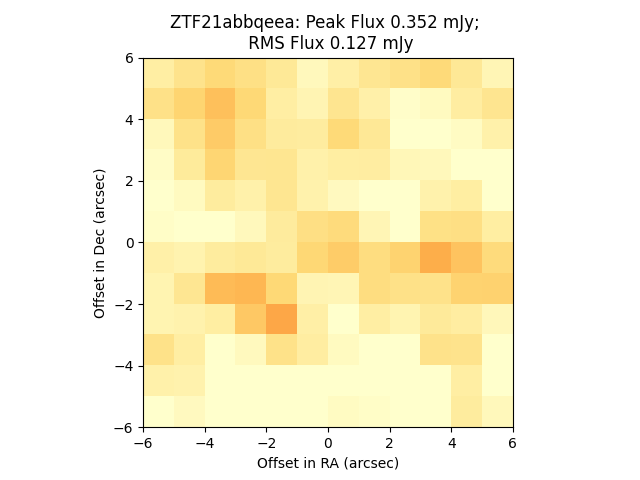 ZTF21abbqeea: Peak Flux 0.352 mJy;
RMS Flux 0.127 mJy
6
4
2
0
−2
−4
−6
Offset in Dec (arcsec)
−6 −4 −2 0 2 4 6
Offset in RA (arcsec)